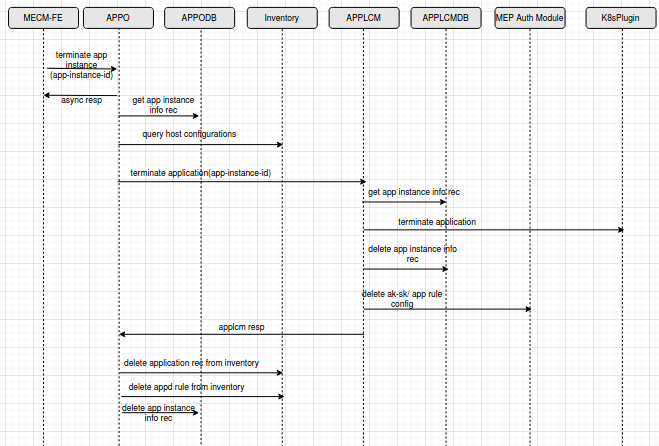 MECM-FE APPO APPODB Inventory APPLCM APPLCMDB MEP Auth Module K8sPlugin
terminate app
instance
(app-instance-id)
async resp
get app instance
info rec
query host configurations
terminate application(app-instance-id)
get app instance info rec
terminate application
delete app instance info
rec
delete ak-sk/ app rule
config
applcm resp
delete application rec from inventory
delete appd rule from inventory
delete app instance
info rec